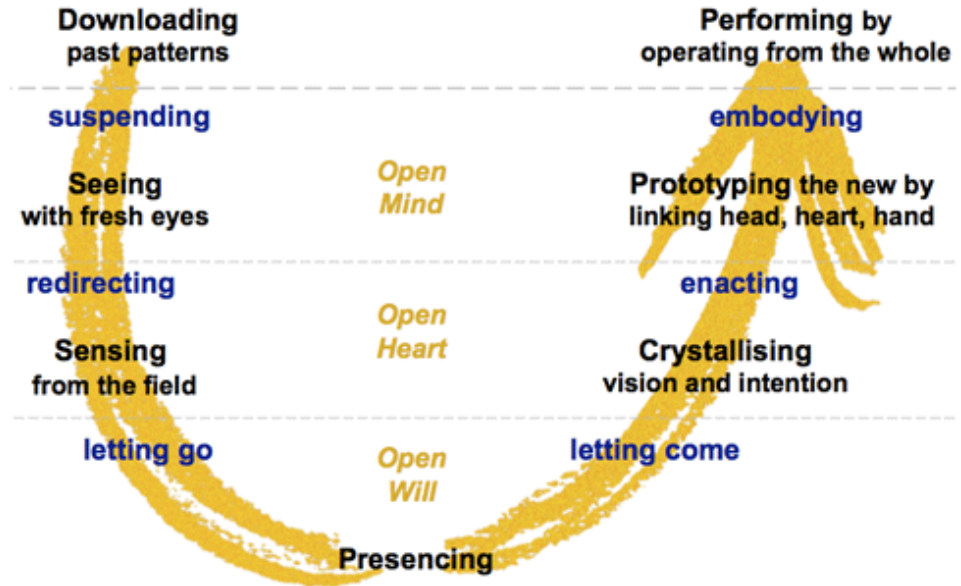 Downloading
past patterns
Performing by
operating from the whole
suspending
embodying
Open
Mind
Seeing
with fresh eyes
Prototyping the new by
linking head, heart, hand
redirecting
enacting
Open
Heart
Sensing
from the field
Crystallising
vision and intention
letting go
Open
Will
letting come
Presencing